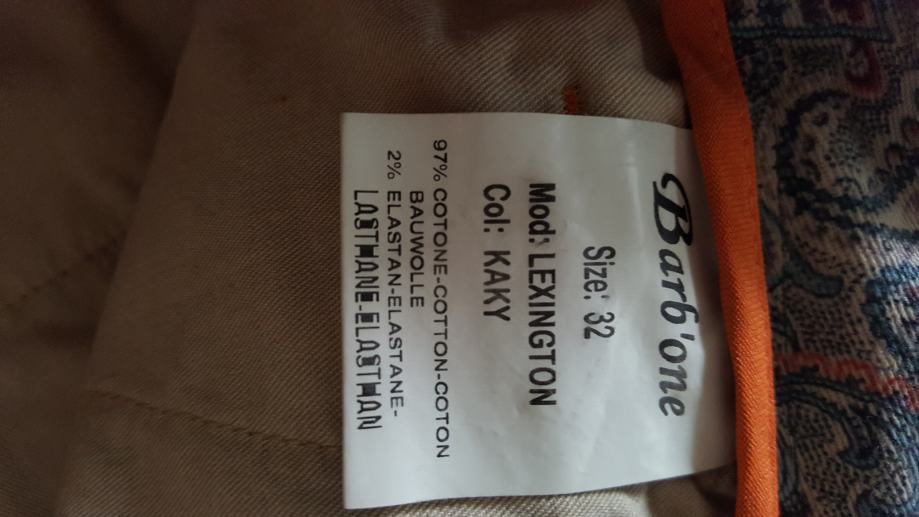 Barb'one
Size: 32
Mod: LEXINGTON
Col: KAKY
97% COTONE-COTTON-COTON
BAUWOLLE
2% ELASTAN-ELASTANE-
LASTHANE-ELASTHAN